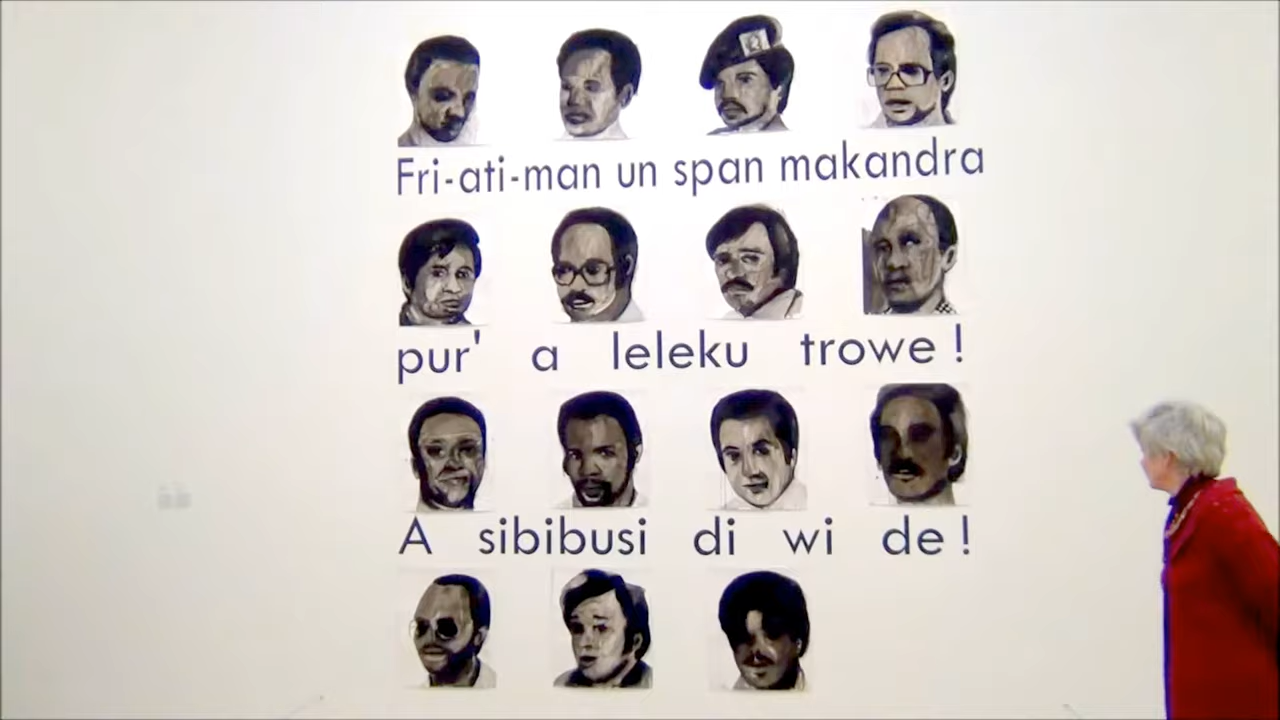 Fri-ati-man un span makandra
pur' a leleku trowe !
A sibibusi di wi de !